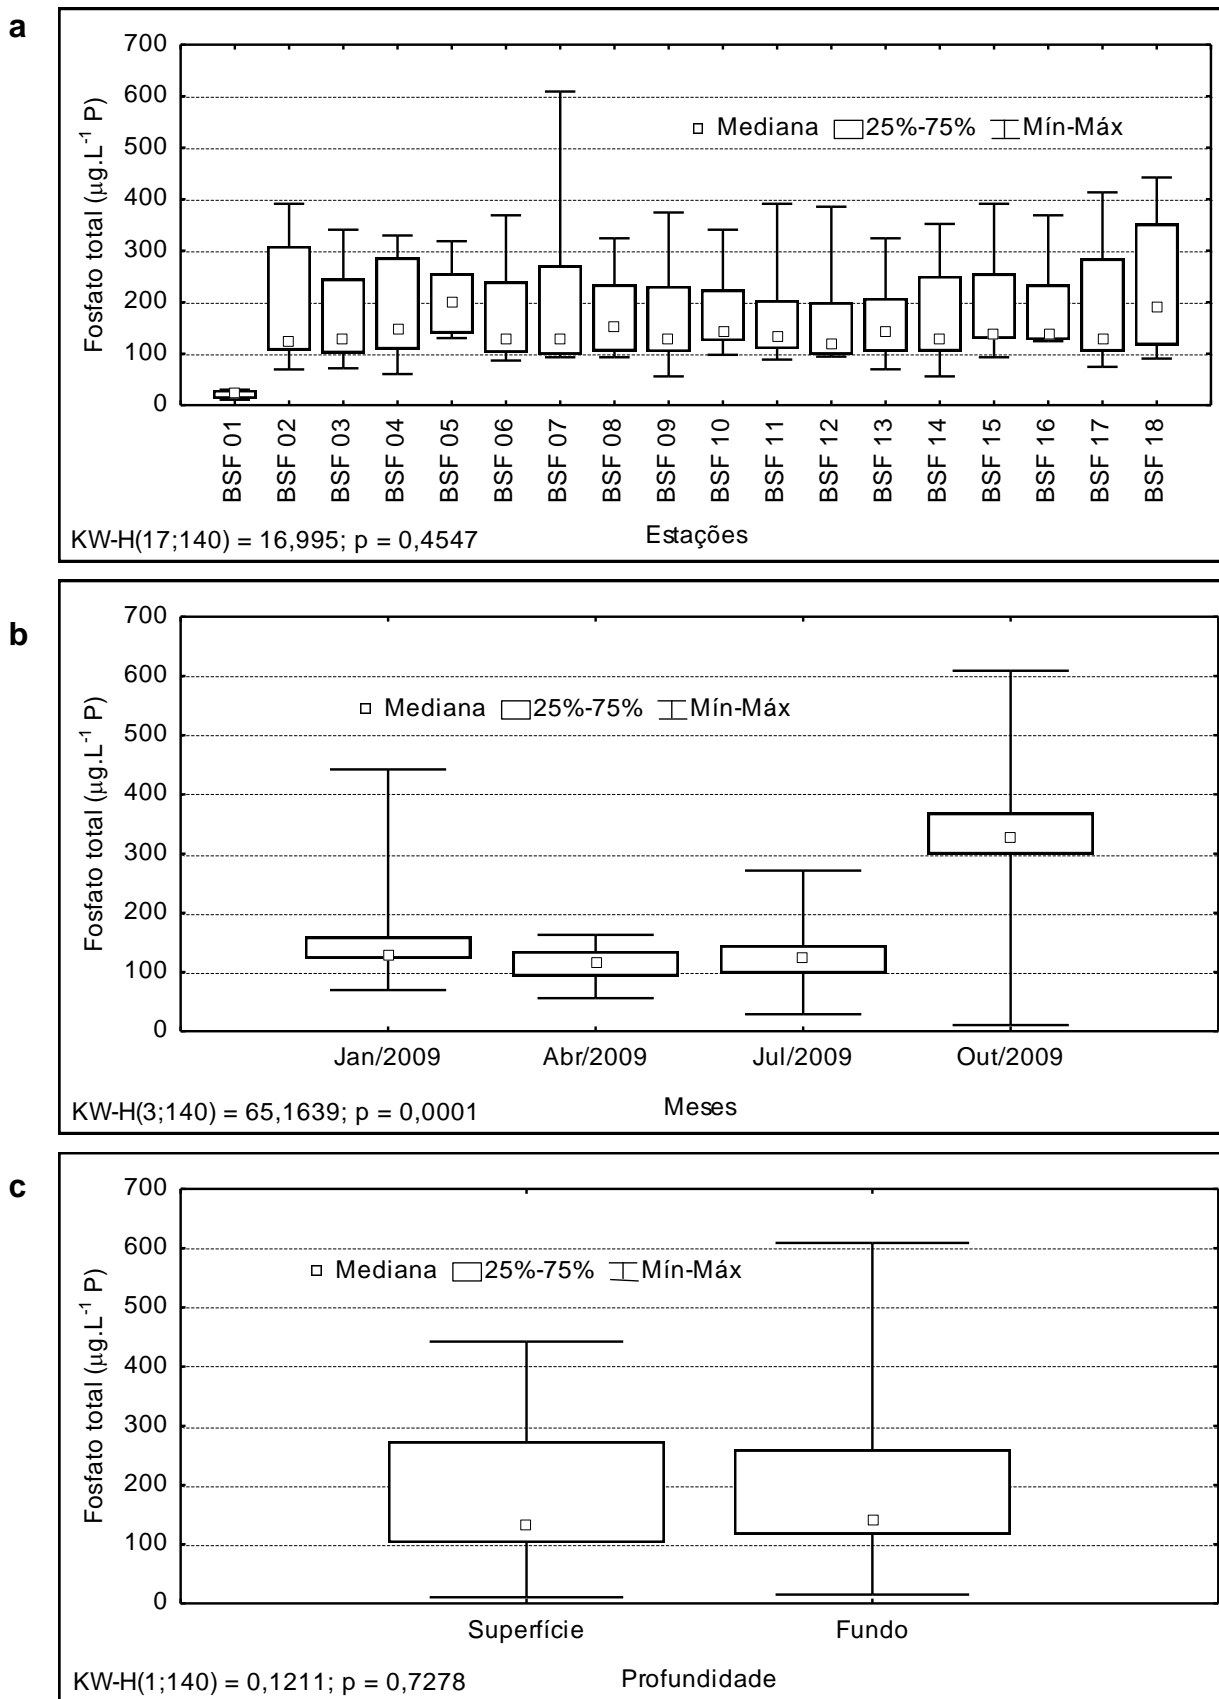 a
700
600
500
400
300
200
100
0
Fosfato total (µg.L⁻¹ P)
Mediana 25%-75% Mín-Máx
BSF 01
BSF 02
BSF 03
BSF 04
BSF 05
BSF 06
BSF 07
BSF 08
BSF 09
BSF 10
BSF 11
BSF 12
BSF 13
BSF 14
BSF 15
BSF 16
BSF 17
BSF 18
Estações
KW-H(17;140) = 16,995; p = 0,4547
b
700
600
500
400
300
200
100
0
Fosfato total (µg.L⁻¹ P)
Mediana 25%-75% Mín-Máx
Jan/2009 Abr/2009 Jul/2009 Out/2009
Meses
KW-H(3;140) = 65,1639; p = 0,0001
c
700
600
500
400
300
200
100
0
Fosfato total (µg.L⁻¹ P)
Mediana 25%-75% Mín-Máx
Superfície Fundo
Profundidade
KW-H(1;140) = 0,1211; p = 0,7278